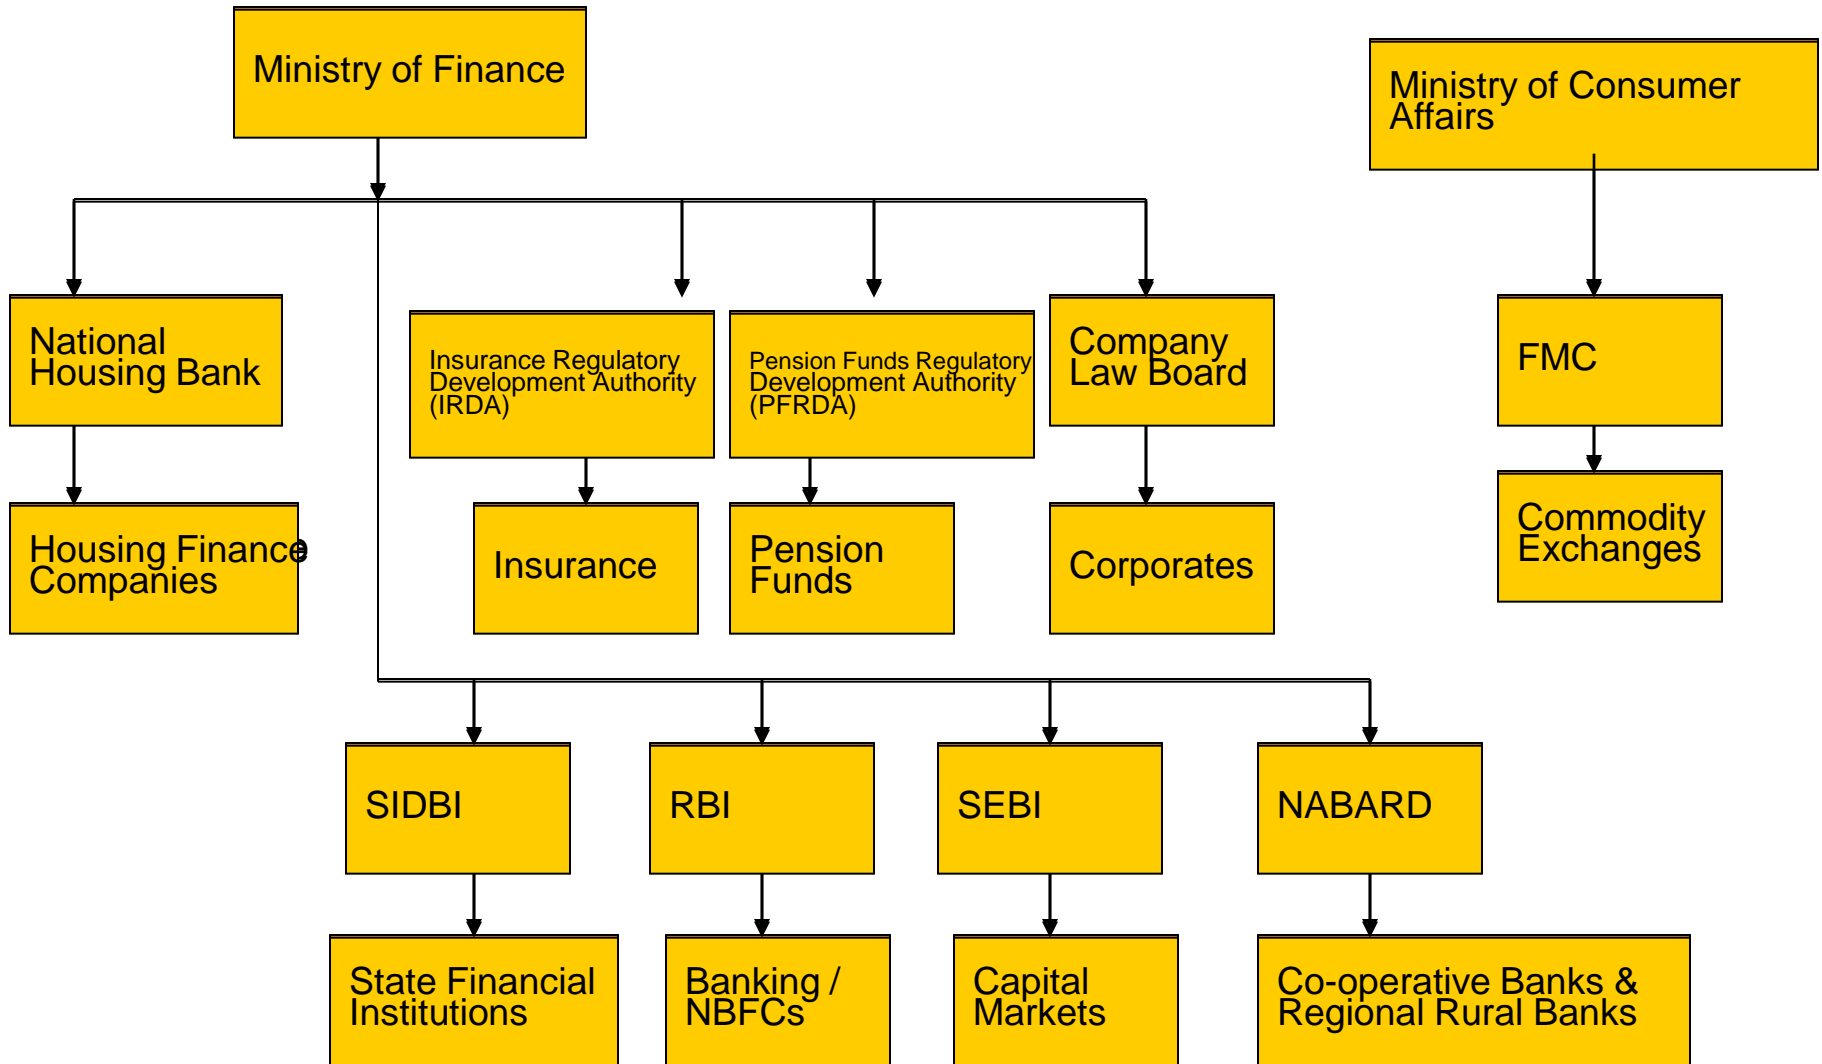 Ministry of Finance
Ministry of Consumer
Affairs
National
Housing Bank
Insurance Regulatory
Development Authority
(IRDA)
Pension Funds Regulatory
Development Authority
(PFRDA)
Company
Law Board
FMC
Housing Finance
Companies
Insurance
Pension
Funds
Corporates
Commodity
Exchanges
SIDBI
RBI
SEBI
NABARD
State Financial
Institutions
Banking /
NBFCs
Capital
Markets
Co-operative Banks &
Regional Rural Banks